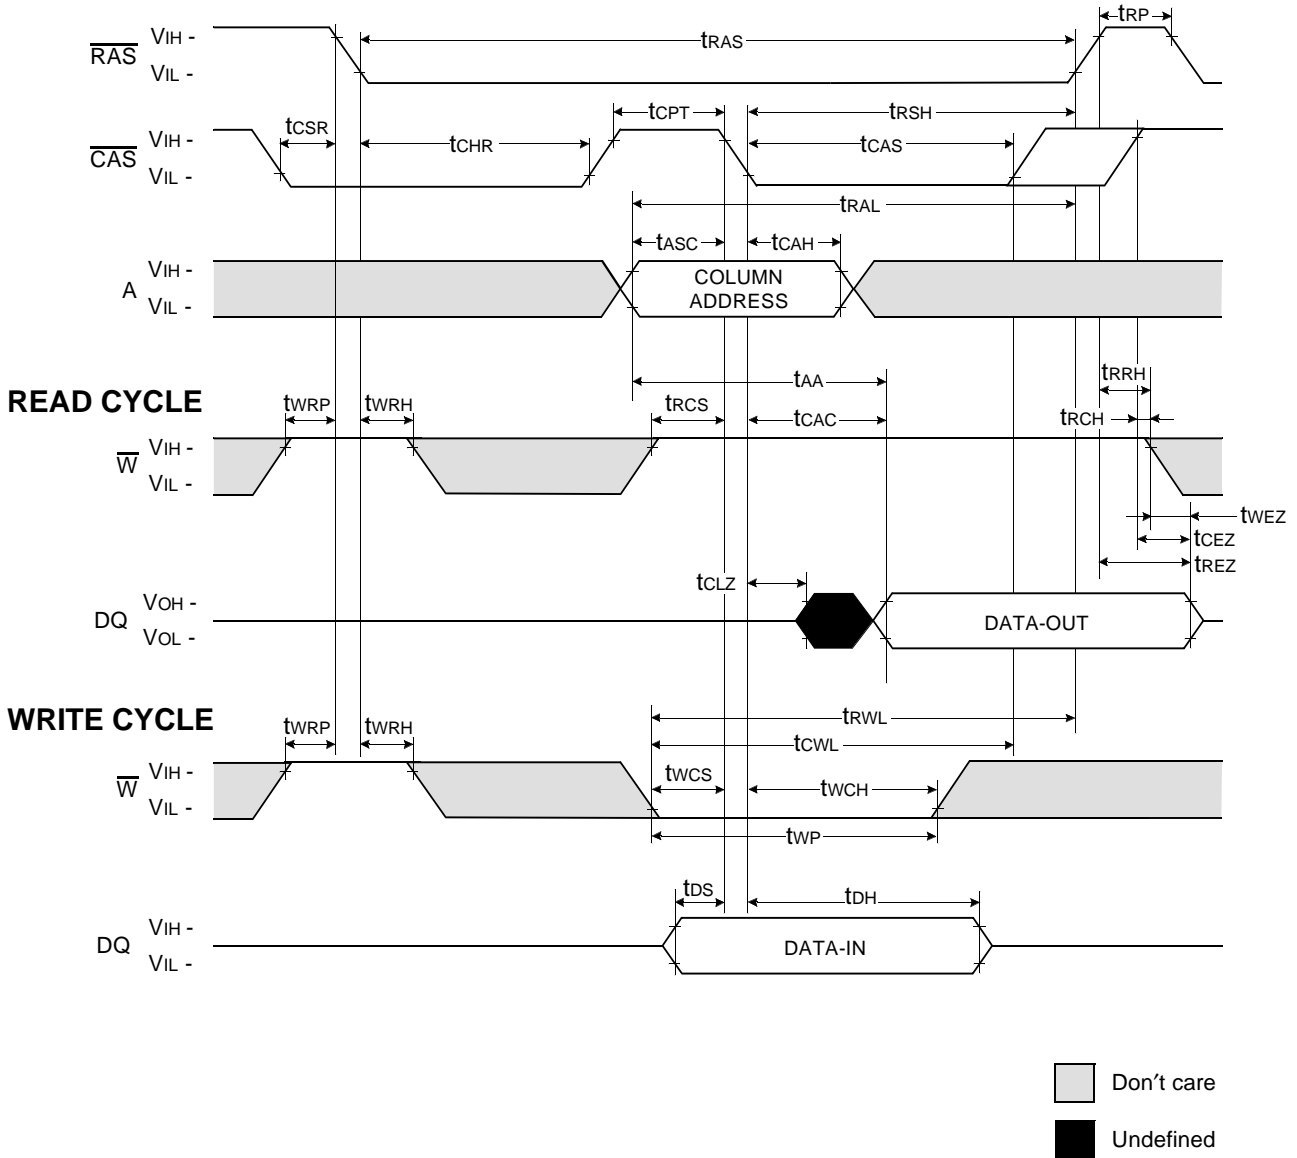 tRP
VIH -
RAS
tRAS
VIL -
tCPT
tRSH
tCSR
VIH -
CAS
tCHR
tCAS
VIL -
tRAL
tASC
tCAH
VIH -
A
COLUMN
ADDRESS
VIL -
tAA
tRRH
READ CYCLE
tWRP
tWRH
tRCS
tCAC
tRCH
VIH -
W
VIL -
tWEZ
tCEZ
tREZ
tCLZ
VOH -
DQ
DATA-OUT
VOL -
WRITE CYCLE
tWRP
tWRH
tRWL
tCWL
VIH -
W
tWCS
tWCH
VIL -
tWP
tDS
tDH
VIH -
DQ
DATA-IN
VIL -
Don′t care
Undefined